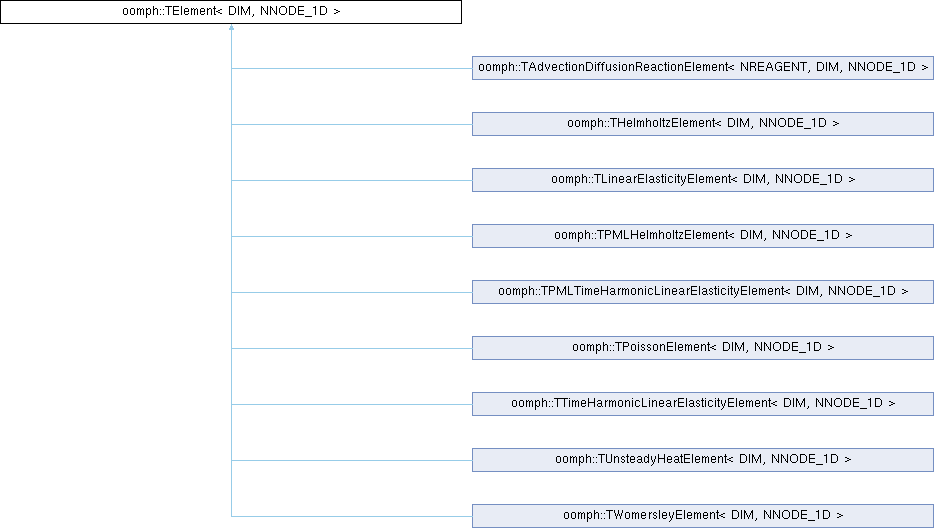 oomph::TElement< DIM, NNODE_1D >
oomph::TAdvectionDiffusionReactionElement< NREAGENT, DIM, NNODE_1D >
oomph::THelmholtzElement< DIM, NNODE_1D >
oomph::TLinearElasticityElement< DIM, NNODE_1D >
oomph::TPMLHelmholtzElement< DIM, NNODE_1D >
oomph::TPMLTimeHarmonicLinearElasticityElement< DIM, NNODE_1D >
oomph::TPoissonElement< DIM, NNODE_1D >
oomph::TTimeHarmonicLinearElasticityElement< DIM, NNODE_1D >
oomph::TUnsteadyHeatElement< DIM, NNODE_1D >
oomph::TWomersleyElement< DIM, NNODE_1D >